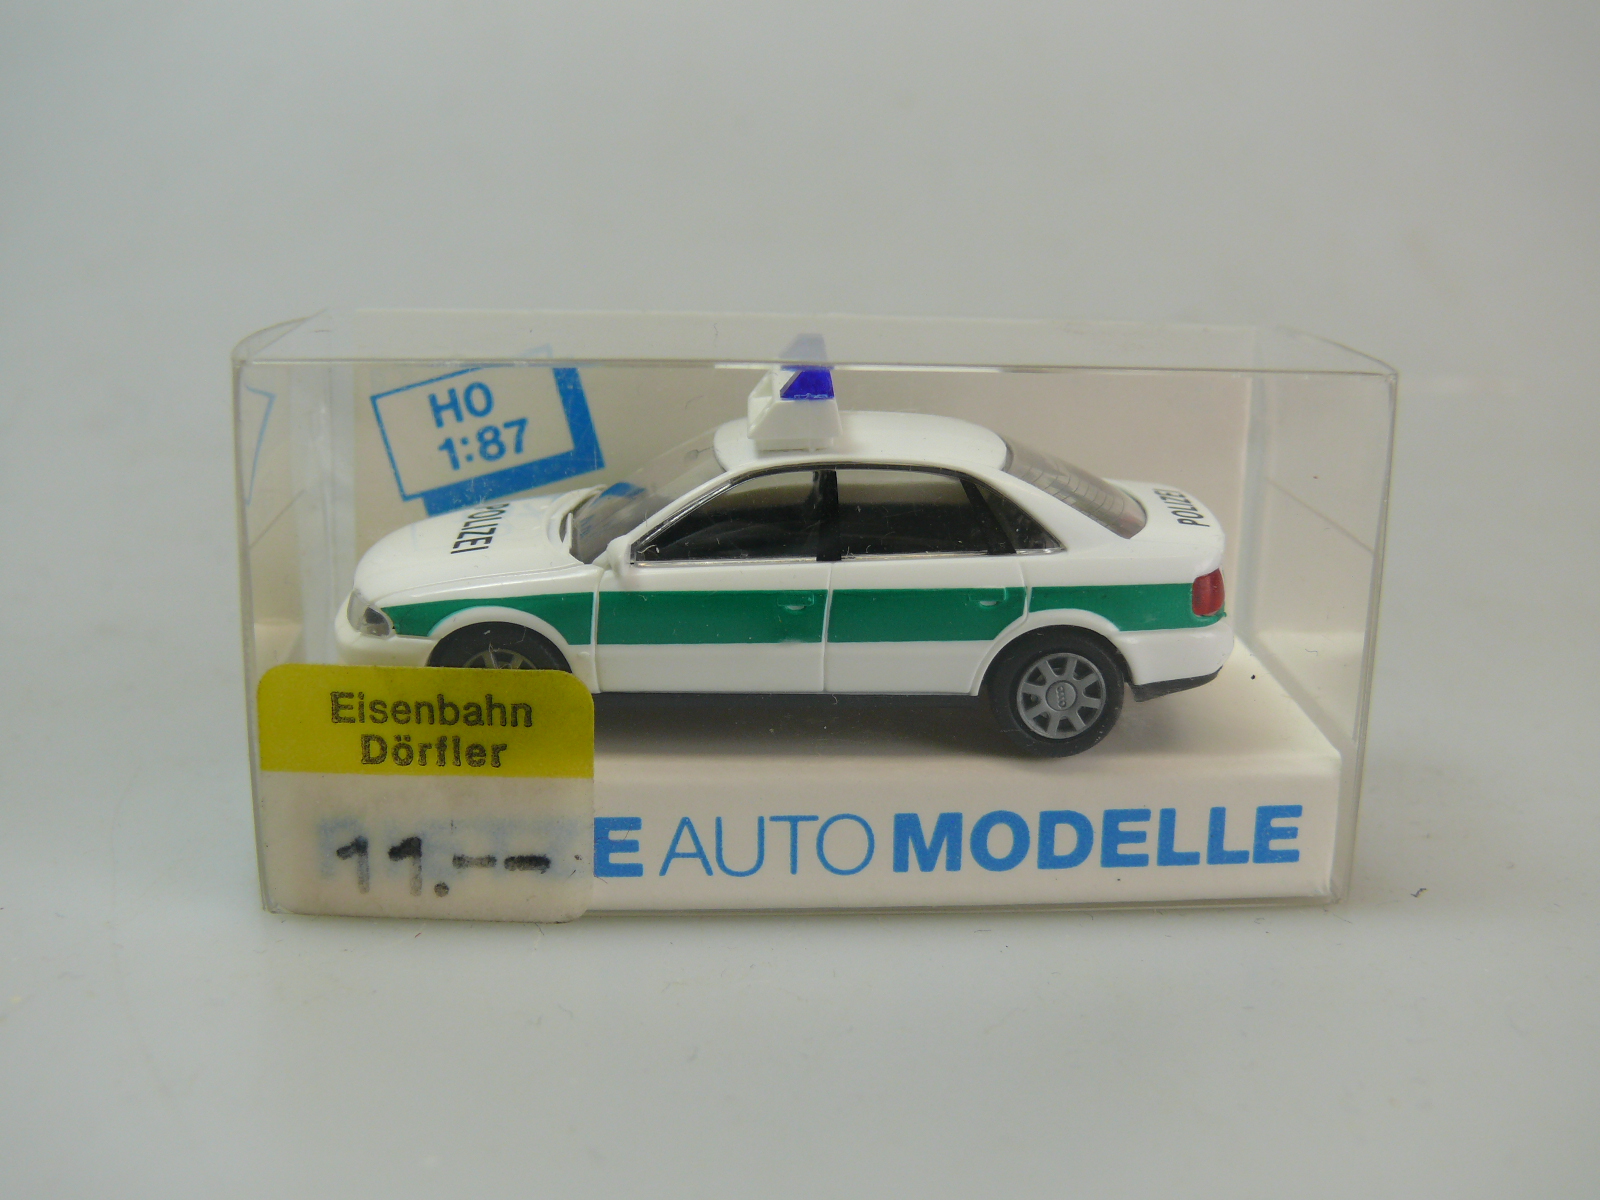 HO
1:87
POLIZEI
POLIZEI
Eisenbahn
Dörfler
11.--
AUTO MODELLE